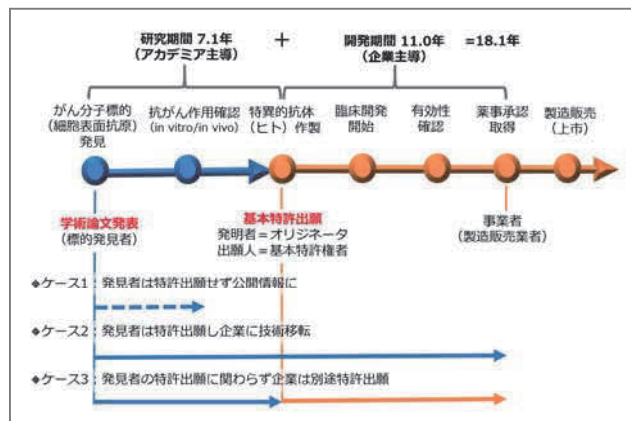 研究期間 7.1年 + 開発期間 11.0年 =18.1年
(アカデミア主導) (企業主導)
がん分子標的 抗がん作用確認 特異的抗体 臨床開発 有効性 薬事承認 製造販売
(細胞表面抗原) (in vitro/in vivo) (ヒト)作製 開始 確認 取得 (上市)
発見
学術論文発表 基本特許出願 事業者
(標的発見者) 発明者=オリジネータ (製造販売業者)
出願人=基本特許権者
◆ケース1:発見者は特許出願せず公開情報に
◆ケース2:発見者は特許出願し企業に技術移転
◆ケース3:発見者の特許出願に関わらず企業は別途特許出願